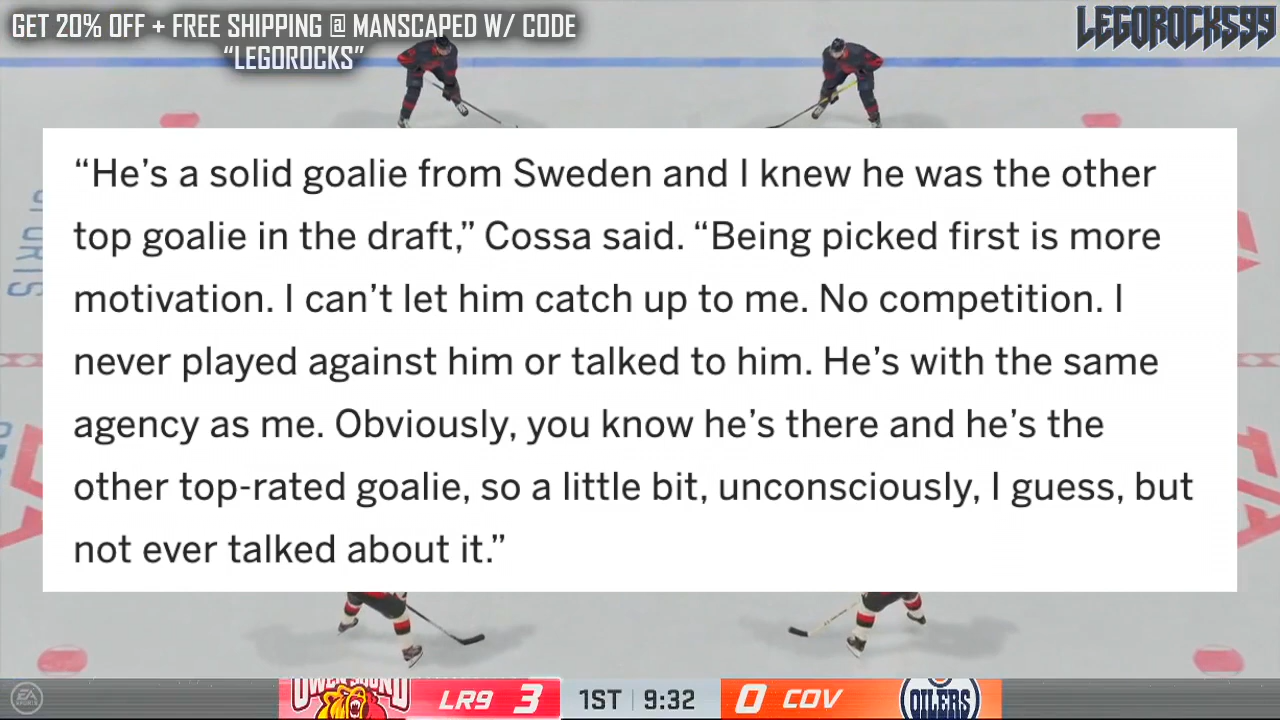 GET 20% OFF + FREE SHIPPING @ MANSCAPED W/ CODE
“LEGOROCKS”
LEGOROCKS99
“He’s a solid goalie from Sweden and I knew he was the other
top goalie in the draft,” Cossa said. “Being picked first is more
motivation. I can’t let him catch up to me. No competition. I
never played against him or talked to him. He’s with the same
agency as me. Obviously, you know he’s there and he’s the
other top-rated goalie, so a little bit, unconsciously, I guess, but
not ever talked about it.”
EA SPORTS
OWEN SOUND LR9 3 1ST 9:32 0 COV OILERS